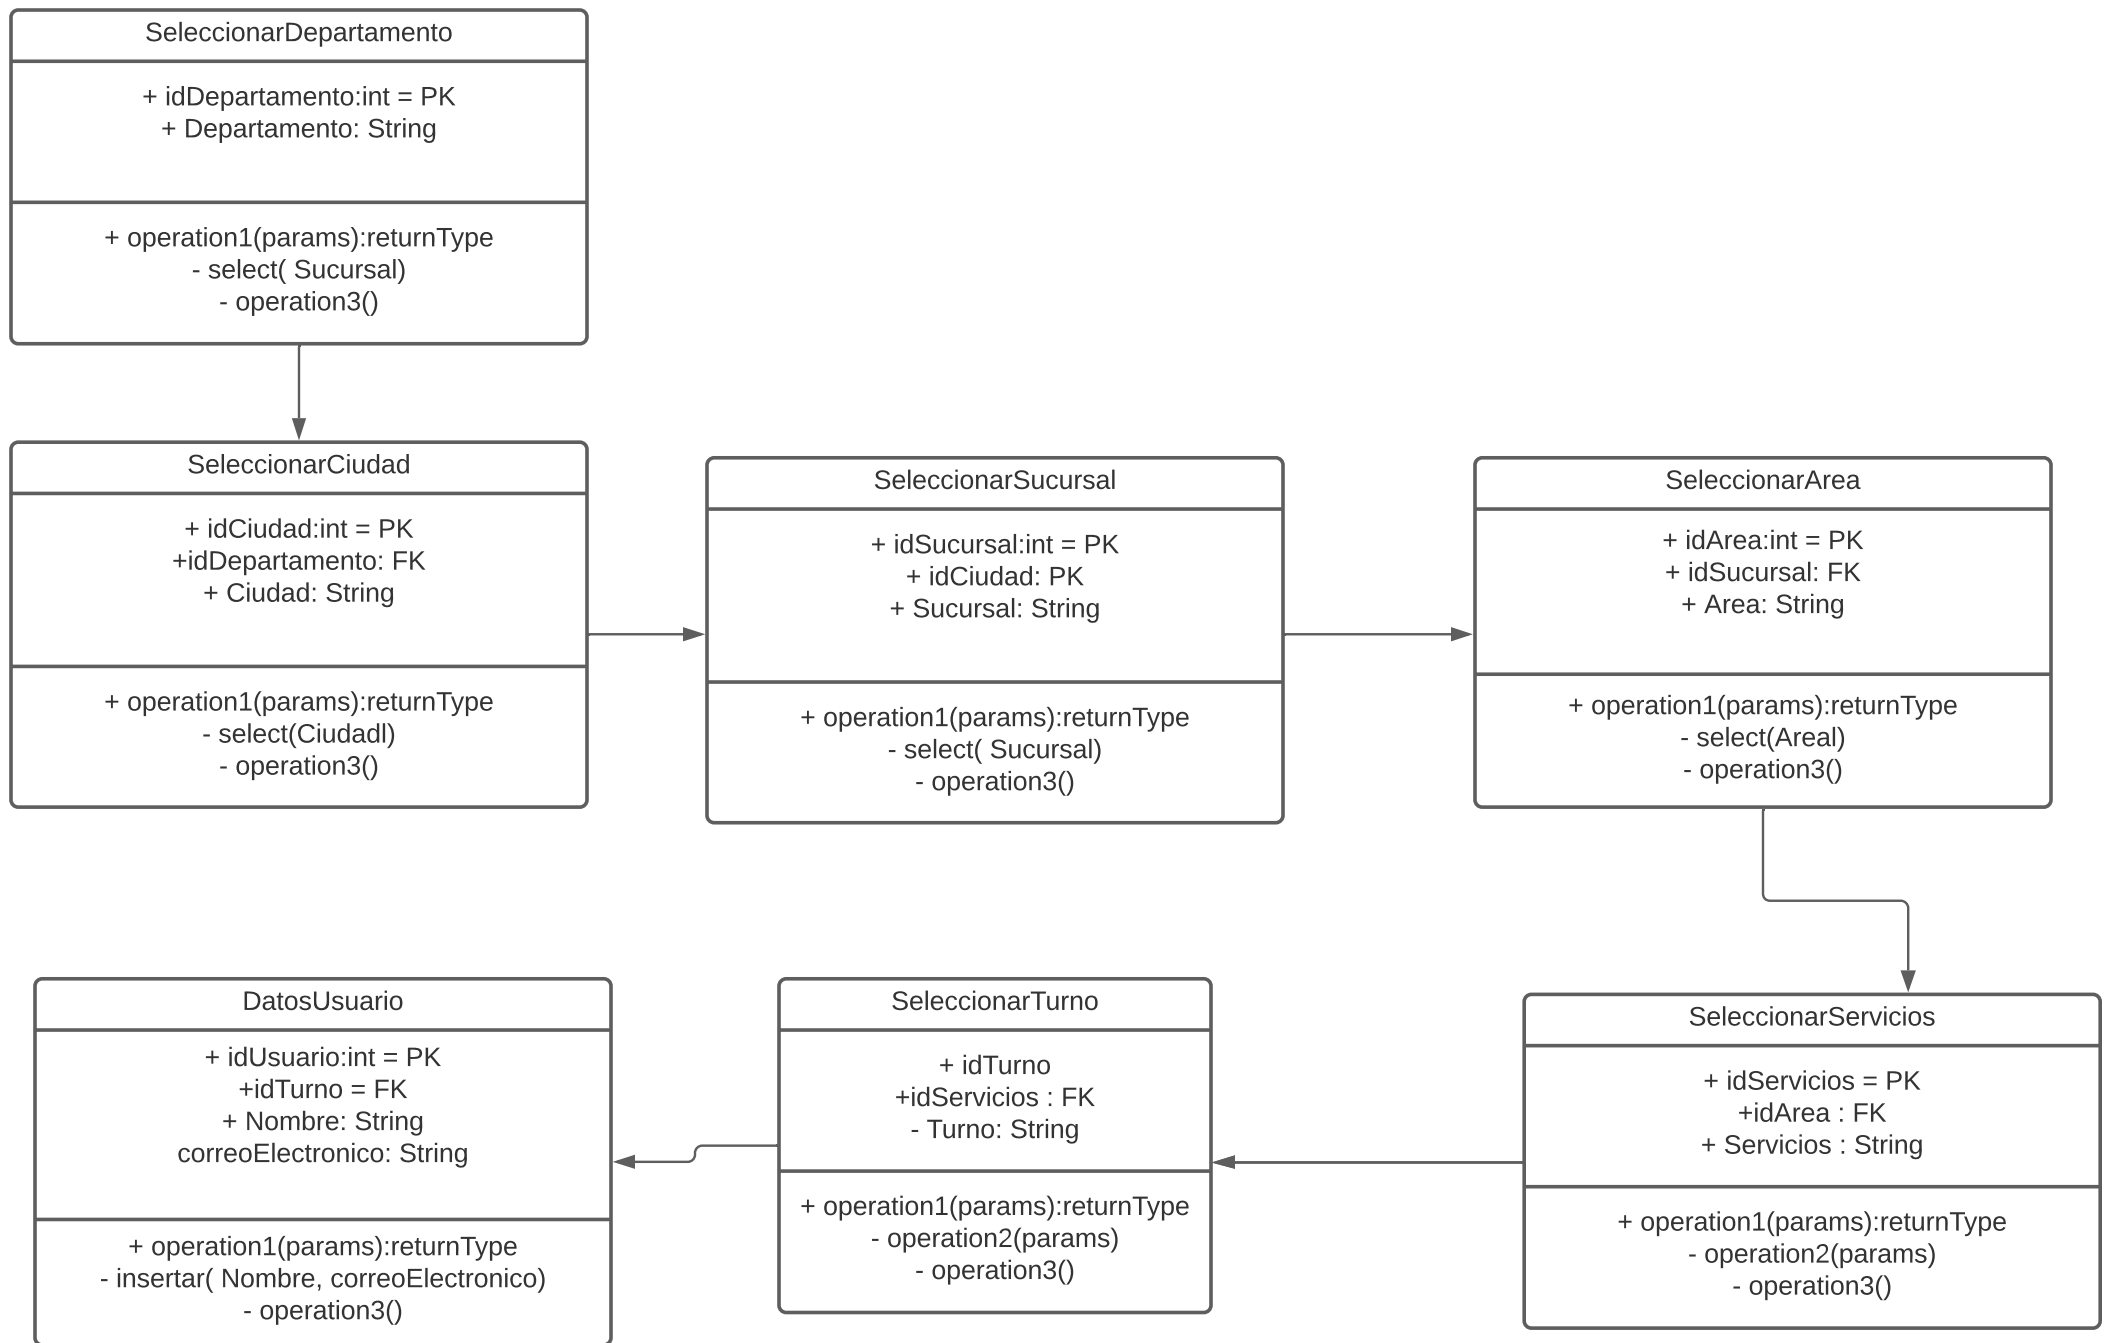 SeleccionarDepartamento
+ idDepartamento:int = PK
+ Departamento: String
+ operation1(params):returnType
- select( Sucursal)
- operation3()
SeleccionarCiudad
+ idCiudad:int = PK
+idDepartamento: FK
+ Ciudad: String
+ operation1(params):returnType
- select(Ciudadl)
- operation3()
SeleccionarSucursal
+ idSucursal:int = PK
+ idCiudad: PK
+ Sucursal: String
+ operation1(params):returnType
- select( Sucursal)
- operation3()
SeleccionarArea
+ idArea:int = PK
+ idSucursal: FK
+ Area: String
+ operation1(params):returnType
- select(Areal)
- operation3()
DatosUsuario
+ idUsuario:int = PK
+idTurno = FK
+ Nombre: String
correoElectronico: String
+ operation1(params):returnType
- insertar( Nombre, correoElectronico)
- operation3()
SeleccionarTurno
+ idTurno
+idServicios : FK
- Turno: String
+ operation1(params):returnType
- operation2(params)
- operation3()
SeleccionarServicios
+ idServicios = PK
+idArea : FK
+ Servicios : String
+ operation1(params):returnType
- operation2(params)
- operation3()